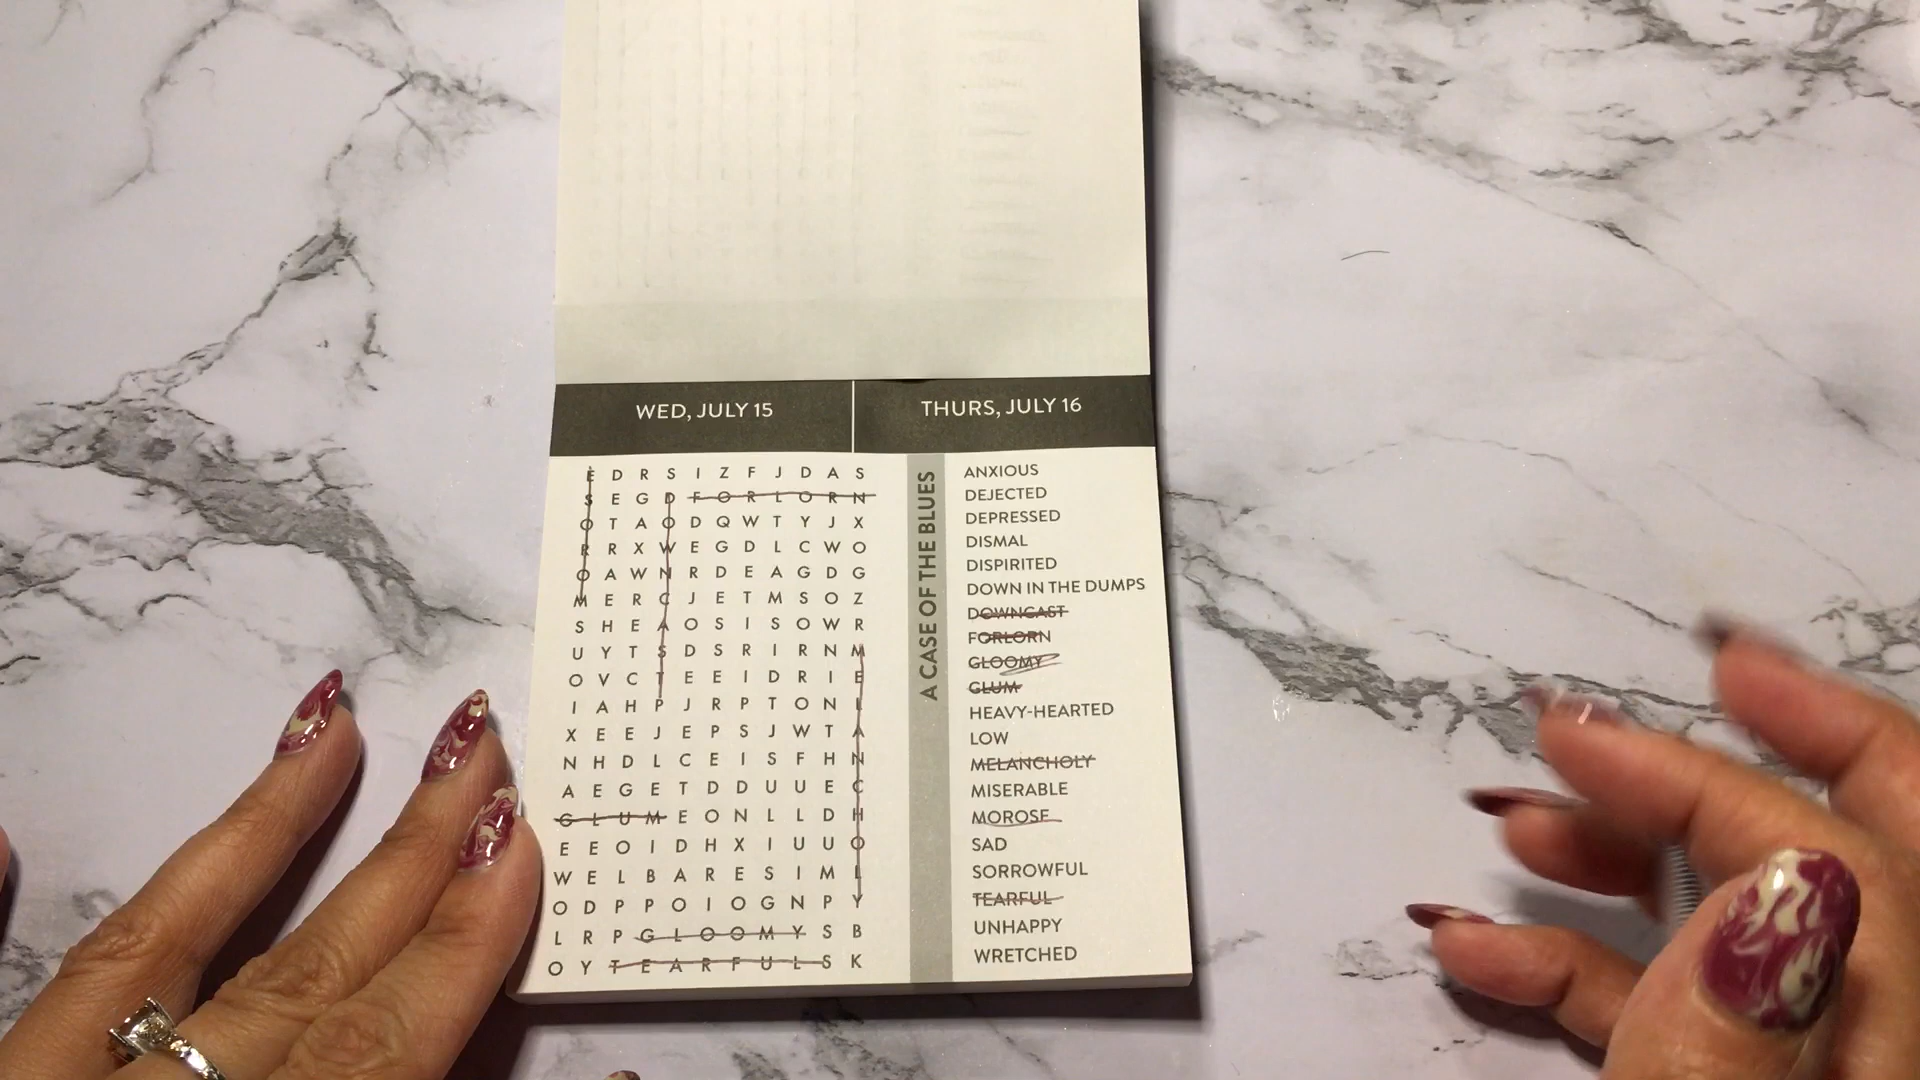 WED, JULY 15
THURS, JULY 16
E D R S I Z F J D A S
S E G D F O R L O R N
O T A O D Q W T Y J X
R R X W E G D L C W O
O A W N R D E A G D G
M E R C J E T M S O Z
S H E A O S I S O W R
U Y T S D S R I R N M
O V C T E E I D R I E
I A H P J R P T O N L
X E E J E P S J W T A
N H D L C E I S F H N
A E G E T D D U U E C
G L U M E O N L L D H
E E O I D H X I U U O
W E L B A R E S I M L
O D P P O I O G N P Y
L R P G L O O M Y S B
O Y T E A R F U L S K
A CASE OF THE BLUES
ANXIOUS
DEJECTED
DEPRESSED
DISMAL
DISPIRITED
DOWN IN THE DUMPS
DOWNCAST
FORLORN
GLOOMY
GLUM
HEAVY-HEARTED
LOW
MELANCHOLY
MISERABLE
MOROSE
SAD
SORROWFUL
TEARFUL
UNHAPPY
WRETCHED